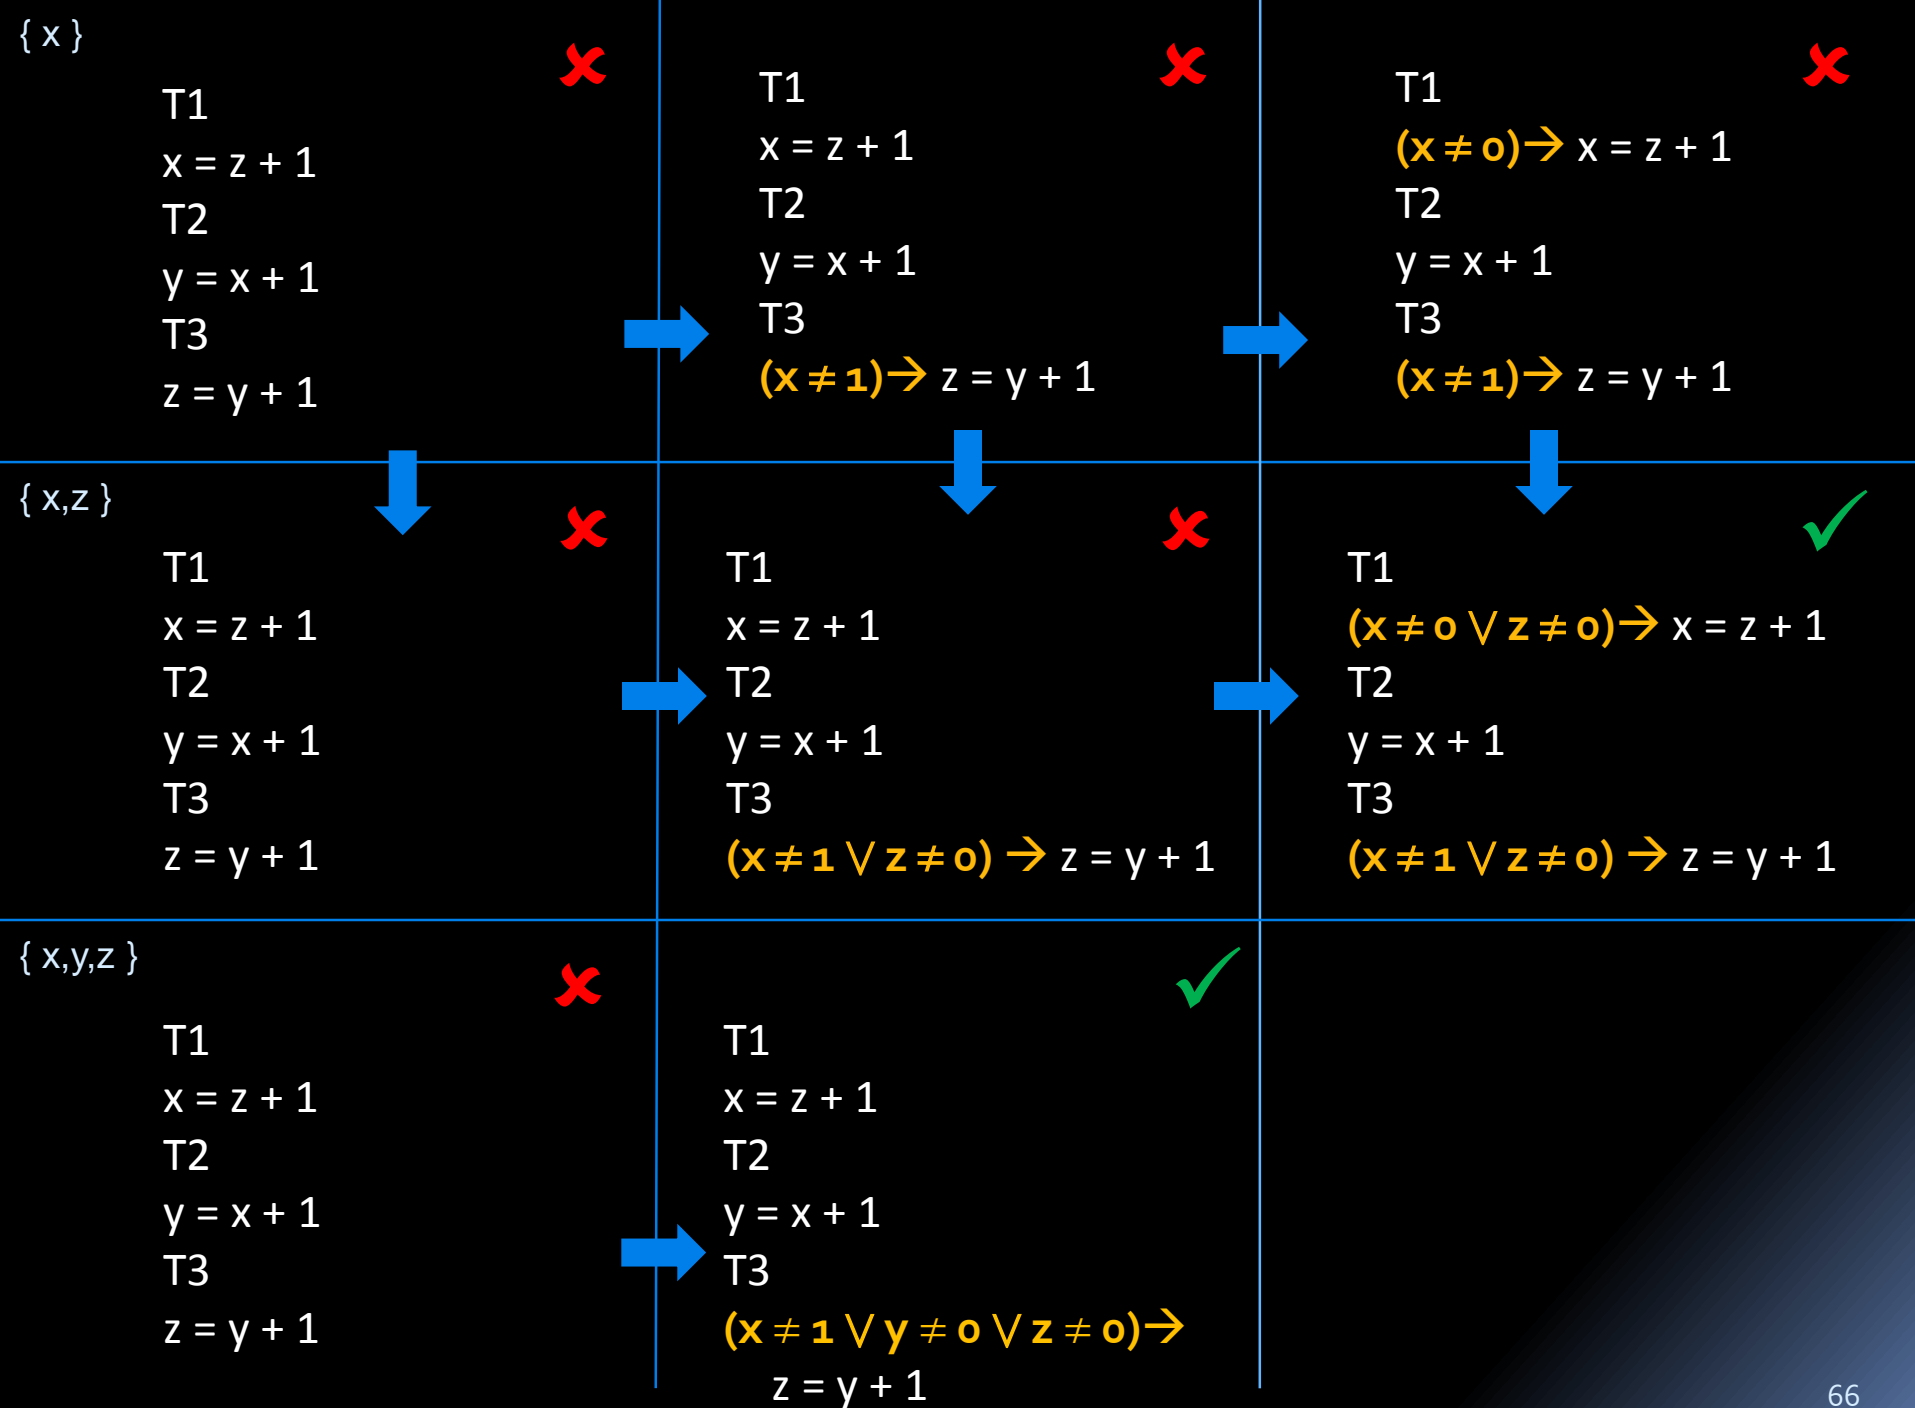 { x }
T1
x = z + 1
T2
y = x + 1
T3
z = y + 1
T1
x = z + 1
T2
y = x + 1
T3
(x ≠ 1)→ z = y + 1
T1
(x ≠ 0)→ x = z + 1
T2
y = x + 1
T3
(x ≠ 1)→ z = y + 1
{ x,z }
T1
x = z + 1
T2
y = x + 1
T3
z = y + 1
T1
x = z + 1
T2
y = x + 1
T3
(x ≠ 1 ∨ z ≠ 0) → z = y + 1
T1
(x ≠ 0 ∨ z ≠ 0)→ x = z + 1
T2
y = x + 1
T3
(x ≠ 1 ∨ z ≠ 0) → z = y + 1
{ x,y,z }
T1
x = z + 1
T2
y = x + 1
T3
z = y + 1
T1
x = z + 1
T2
y = x + 1
T3
(x ≠ 1 ∨ y ≠ 0 ∨ z ≠ 0)→
z = y + 1
66